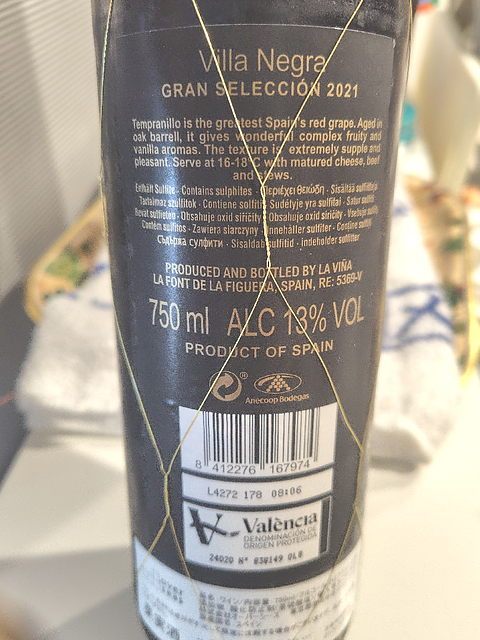 Villa Negra
GRAN SELECCIÓN 2021
Tempranillo is the greatest Spain's red grape. Aged in
oak barrell, it gives wonderful complex fruity and
vanilla aromas. The texture is extremely supple and
pleasant. Serve at 16-18°C with matured cheese, beef
and stews.
Enthält Sulfite · Contains sulphites · Περιέχει θειώδη · Sisältää sulfiitteja
Tartalmaz szulfitok · Contiene sulfiti · Sudėtyje yra sulfitai · Satur sulfīti
Bevat sulfieten · Obsahuje oxid siřičitý · Obsahuje oxid siričitý · Vsebuje
Contém sulfitos · Zawiera siarczyny · Innehåller sulfiter · Contine sulfiţi
Съдържа сулфити · Sisaldab sulfitid · indeholder sulfitter
PRODUCED AND BOTTLED BY LA VIÑA
LA FONT DE LA FIGUERA, SPAIN, RE: 5369-V
750 ml ALC 13% VOL
PRODUCT OF SPAIN
®
Anecoop Bodegas
8 412276 167974
L4272 178 08:06
València
DENOMINACIÓN DE
ORIGEN PROTEGIDA
24020 Nº 030149 DLG